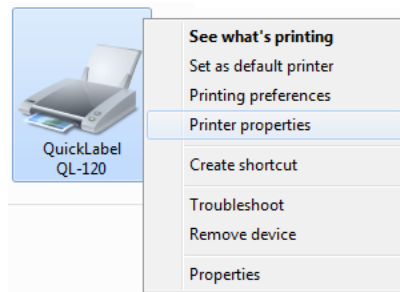 QuickLabel
QL-120
See what's printing
Set as default printer
Printing preferences
Printer properties
Create shortcut
Troubleshoot
Remove device
Properties